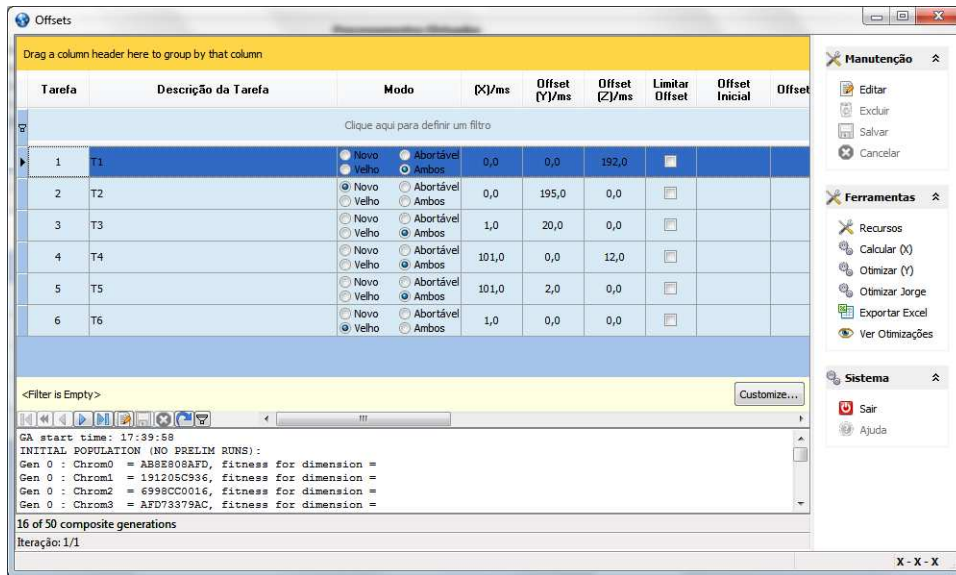 Offsets
Drag a column header here to group by that column
Tarefa Descrição da Tarefa Modo (X)/ms Offset (Y)/ms Offset (Z)/ms Limitar Offset Offset Inicial Offset
Clique aqui para definir um filtro
1 T1 Novo Abortável Velho Ambos 0,0 0,0 192,0
2 T2 Novo Abortável Velho Ambos 0,0 195,0 0,0
3 T3 Novo Abortável Velho Ambos 1,0 20,0 0,0
4 T4 Novo Abortável Velho Ambos 101,0 0,0 12,0
5 T5 Novo Abortável Velho Ambos 101,0 2,0 0,0
6 T6 Novo Abortável Velho Ambos 1,0 0,0 0,0
<Filter is Empty>
Customize...
GA start time: 17:39:58
INITIAL POPULATION (NO PRELIM RUNS):
Gen 0 : Chrom0 = AB8E808AFD, fitness for dimension =
Gen 0 : Chrom1 = 191205C936, fitness for dimension =
Gen 0 : Chrom2 = 6998CC0016, fitness for dimension =
Gen 0 : Chrom3 = AFD73379AC, fitness for dimension =
16 of 50 composite generations
Iteração: 1/1
Manutenção
Editar
Excluir
Salvar
Cancelar
Ferramentas
Recursos
Calcular (X)
Otimizar (Y)
Otimizar Jorge
Exportar Excel
Ver Otimizações
Sistema
Sair
Ajuda
X - X - X